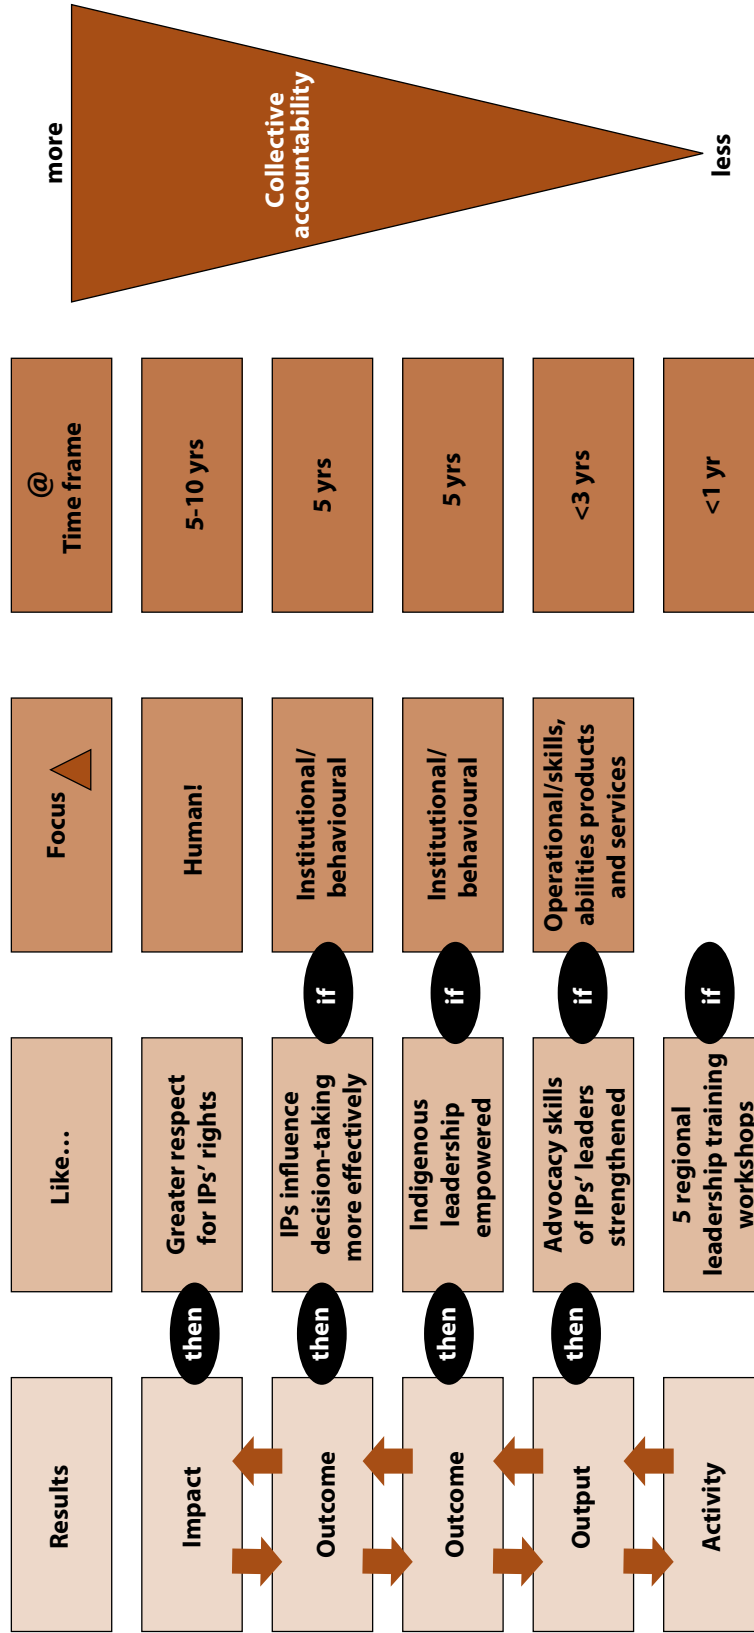 Results
Like...
Focus
@
Time frame
more
Impact
then
Greater respect
for IPs’ rights
Human!
5-10 yrs
Outcome
then
IPs influence
decision-taking
more effectively
if
Institutional/
behavioural
5 yrs
Collective
accountability
Outcome
then
Indigenous
leadership
empowered
if
Institutional/
behavioural
5 yrs
Output
then
Advocacy skills
of IPs’ leaders
strengthened
if
Operational/skills,
abilities products
and services
<3 yrs
Activity
5 regional
leadership training
workshops
if
<1 yr
less